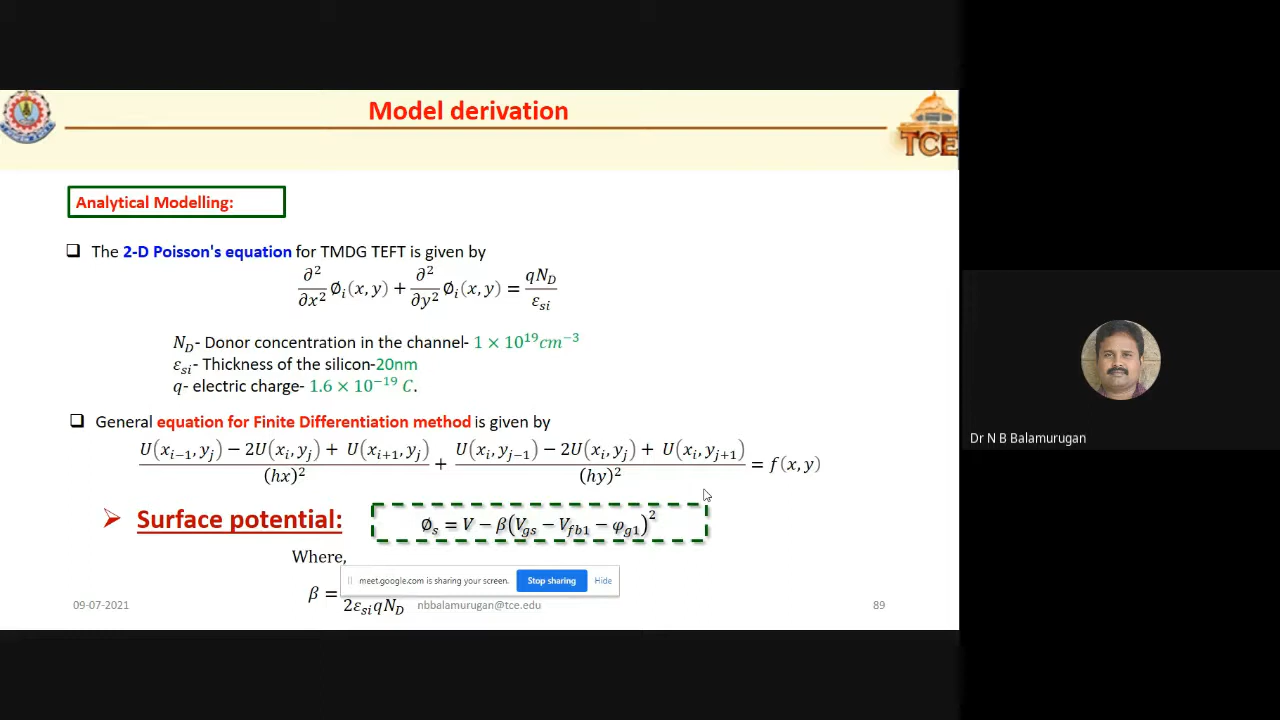 Model derivation
TCE
Analytical Modelling:
❑ The 2-D Poisson's equation for TMDG TEFT is given by
∂²/∂x² Ø_i(x, y) + ∂²/∂y² Ø_i(x, y) = qN_D/ε_si
N_D- Donor concentration in the channel- 1 × 10¹⁹cm⁻³
ε_si- Thickness of the silicon-20nm
q- electric charge- 1.6 × 10⁻¹⁹ C.
❑ General equation for Finite Differentiation method is given by
(U(x_{i−1}, y_j) − 2U(x_i, y_j) + U(x_{i+1}, y_j))/(hx)² + (U(x_i, y_{j−1}) − 2U(x_i, y_j) + U(x_i, y_{j+1}))/(hy)² = f(x, y)
➢ Surface potential: Ø_s = V − β(V_gs − V_fb1 − φ_g1)²
Where,
meet.google.com is sharing your screen. Stop sharing Hide
β =
2ε_si qN_D
09-07-2021 nbbalamurugan@tce.edu 89
Dr N B Balamurugan